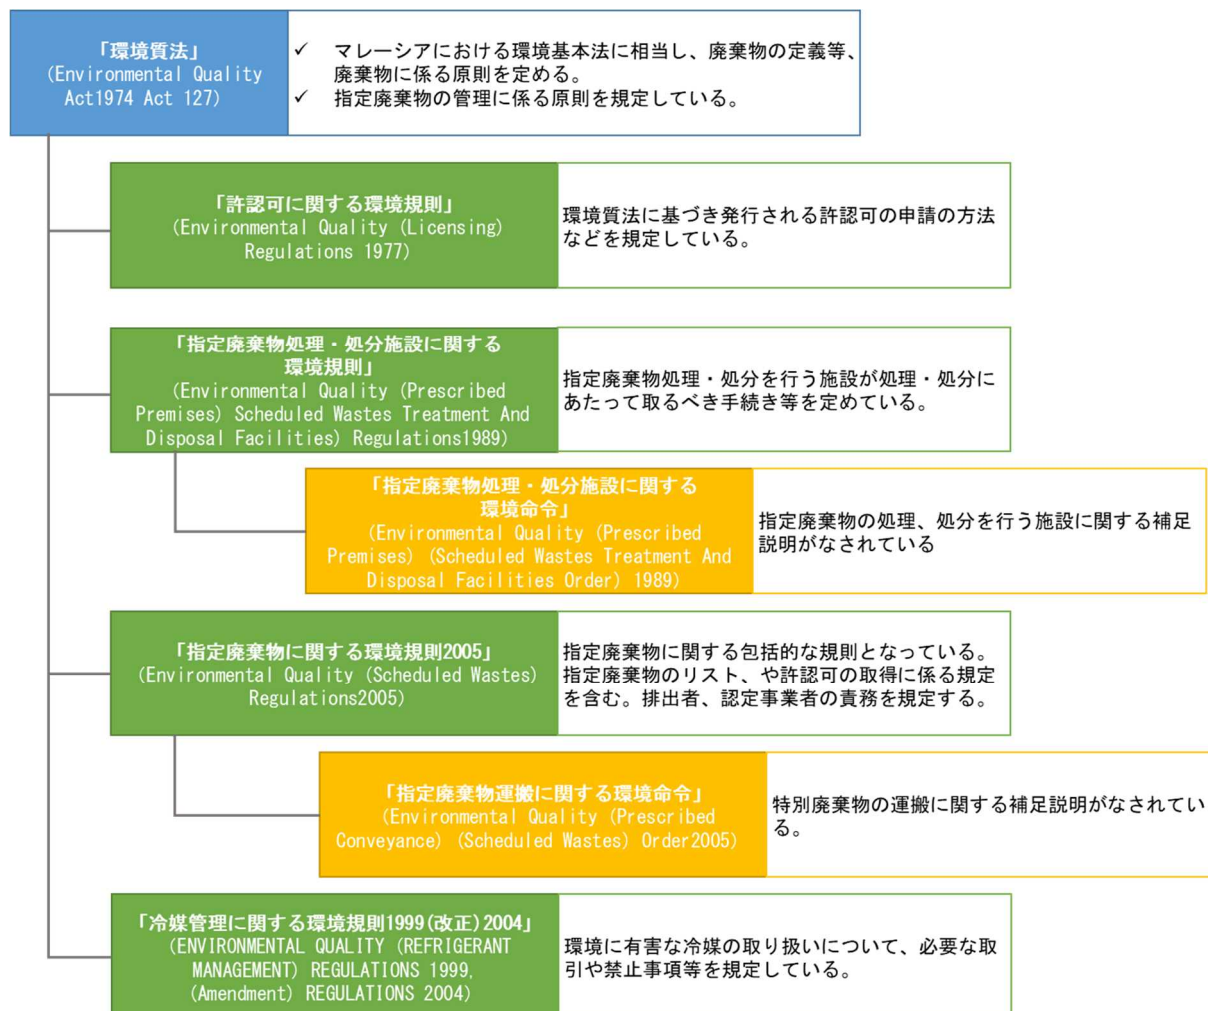 「環境質法」
(Environmental Quality
Act1974 Act 127)
✓ マレーシアにおける環境基本法に相当し、廃棄物の定義等、
廃棄物に係る原則を定める。
✓ 指定廃棄物の管理に係る原則を規定している。
「許認可に関する環境規則」
(Environmental Quality (Licensing)
Regulations 1977)
環境質法に基づき発行される許認可の申請の方法
などを規定している。
「指定廃棄物処理・処分施設に関する
環境規則」
(Environmental Quality (Prescribed
Premises) Scheduled Wastes Treatment And
Disposal Facilities) Regulations1989)
指定廃棄物処理・処分を行う施設が処理・処分に
あたって取るべき手続き等を定めている。
「指定廃棄物処理・処分施設に関する
環境命令」
(Environmental Quality (Prescribed
Premises) (Scheduled Wastes Treatment And
Disposal Facilities Order) 1989)
指定廃棄物の処理、処分を行う施設に関する補足
説明がなされている
「指定廃棄物に関する環境規則2005」
(Environmental Quality (Scheduled Wastes)
Regulations2005)
指定廃棄物に関する包括的な規則となっている。
指定廃棄物のリスト、や許認可の取得に係る規定
を含む。排出者、認定事業者の責務を規定する。
「指定廃棄物運搬に関する環境命令」
(Environmental Quality (Prescribed
Conveyance) (Scheduled Wastes) Order2005)
特別廃棄物の運搬に関する補足説明がなされてい
る。
「冷媒管理に関する環境規則1999(改正)2004」
(ENVIRONMENTAL QUALITY (REFRIGERANT
MANAGEMENT) REGULATIONS 1999,
(Amendment) REGULATIONS 2004)
環境に有害な冷媒の取り扱いについて、必要な取
引や禁止事項等を規定している。